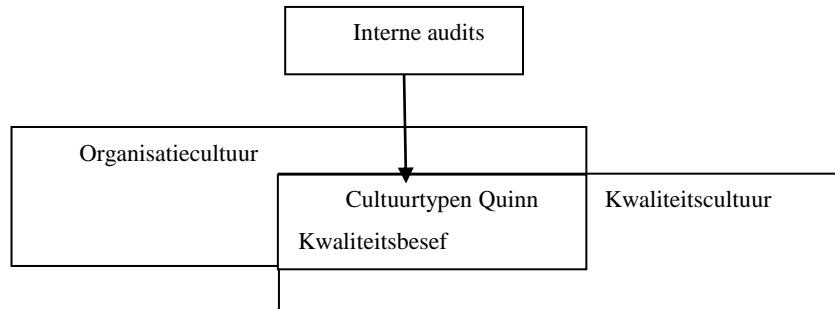 Interne audits
Organisatiecultuur
Cultuurtypen Quinn
Kwaliteitscultuur
Kwaliteitsbesef